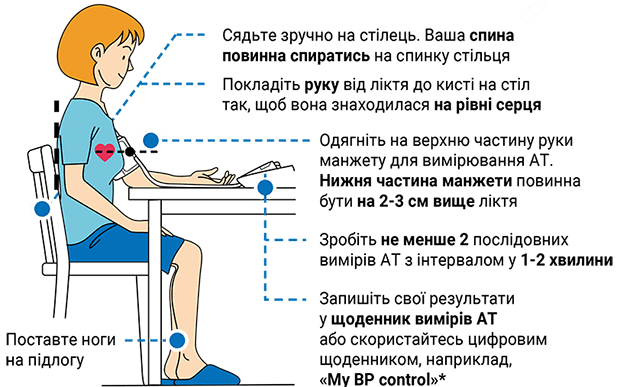 Сядьте зручно на стілець. Ваша спина
повинна спиратись на спинку стільця
Покладіть руку від ліктя до кисті на стіл
так, щоб вона знаходилася на рівні серця
Одягніть на верхню частину руки
манжету для вимірювання АТ.
Нижня частина манжети повинна
бути на 2-3 см вище ліктя
Зробіть не менше 2 послідовних
вимірів АТ з інтервалом у 1-2 хвилини
Запишіть свої результати
у щоденник вимірів АТ
або скористайтесь цифровим
щоденником, наприклад,
«My BP control»*
Поставте ноги
на підлогу